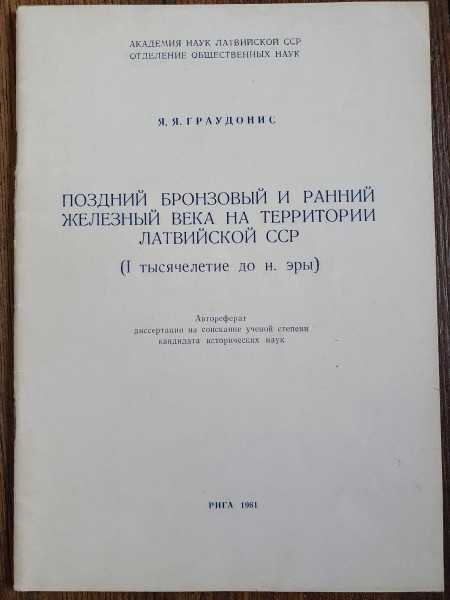 АКАДЕМИЯ НАУК ЛАТВИЙСКОЙ ССР
ОТДЕЛЕНИЕ ОБЩЕСТВЕННЫХ НАУК
Я. Я. ГРАУДОНИС
ПОЗДНИЙ БРОНЗОВЫЙ И РАННИЙ
ЖЕЛЕЗНЫЙ ВЕКА НА ТЕРРИТОРИИ
ЛАТВИЙСКОЙ ССР
(I тысячелетие до н. эры)
Автореферат
диссертации на соискание ученой степени
кандидата исторических наук
РИГА 1961